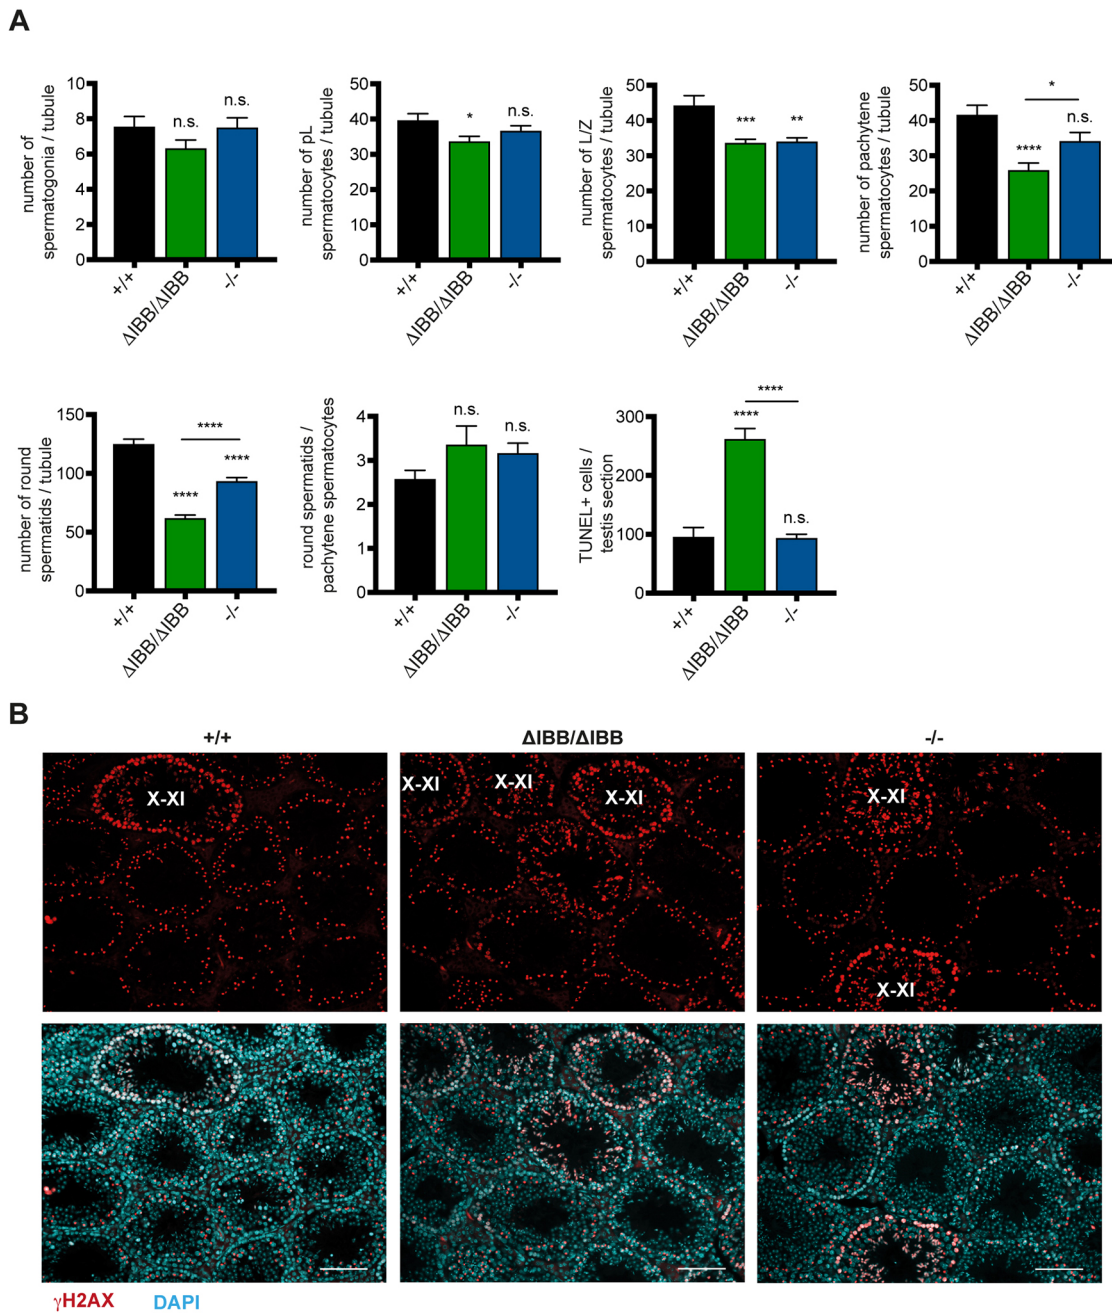 A
number of
spermatogonia / tubule
10
8
6
4
2
0
n.s.
n.s.
+/+
ΔIBB/ΔIBB
-/-
number of pL
spermatocytes / tubule
50
40
30
20
10
0
*
n.s.
+/+
ΔIBB/ΔIBB
-/-
number of L/Z
spermatocytes / tubule
50
40
30
20
10
0
***
**
+/+
ΔIBB/ΔIBB
-/-
number of pachytene
spermatocytes / tubule
50
40
30
20
10
0
*
****
n.s.
+/+
ΔIBB/ΔIBB
-/-
number of round
spermatids / tubule
150
100
50
0
****
****
****
+/+
ΔIBB/ΔIBB
-/-
round spermatids /
pachytene spermatocytes
4
3
2
1
0
n.s.
n.s.
+/+
ΔIBB/ΔIBB
-/-
TUNEL+ cells /
testis section
300
200
100
0
****
****
n.s.
+/+
ΔIBB/ΔIBB
-/-
B
+/+
ΔIBB/ΔIBB
-/-
X-XI
X-XI
X-XI
X-XI
X-XI
X-XI
γH2AX
DAPI